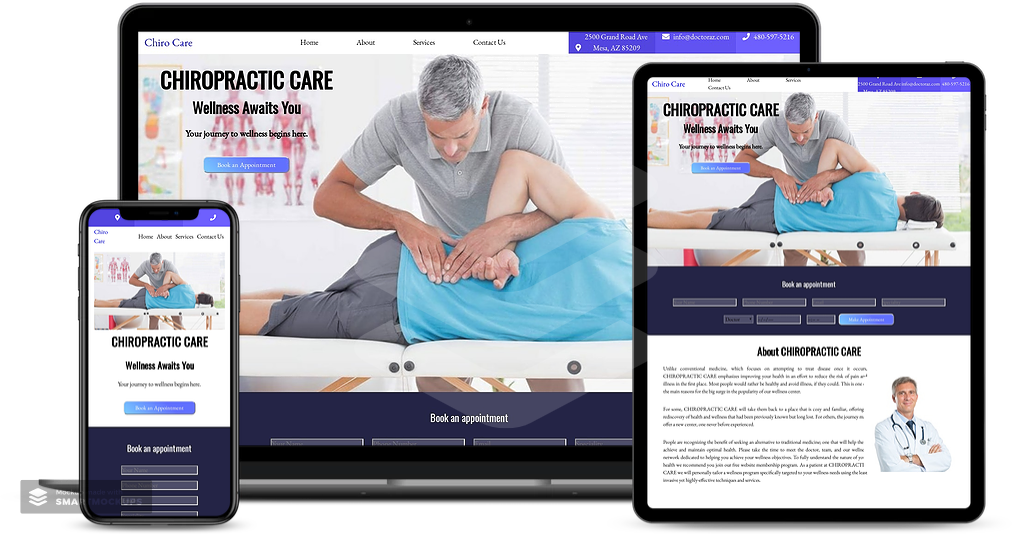 Chiro Care
Home
About
Services
Contact Us
2500 Grand Road Ave
Mesa, AZ 85209
info@doctoraz.com
480-597-5216
CHIROPRACTIC CARE
Wellness Awaits You
Your journey to wellness begins here.
Book an Appointment
Book an appointment
Chiro
Care
Home About Services Contact Us
CHIROPRACTIC CARE
Wellness Awaits You
Your journey to wellness begins here.
Book an Appointment
Book an appointment
SMARTMOCKUPS
Chiro Care
Home
About
Services
Contact Us
2500 Grand Road Ave info@doctoraz.com 480-597-5216
CHIROPRACTIC CARE
Wellness Awaits You
Your journey to wellness begins here.
Book an Appointment
Book an appointment
Doctor
Make Appointment
About CHIROPRACTIC CARE
Unlike conventional medicine, which focuses on attempting to treat disease once it occurs,
CHIROPRACTIC CARE emphasizes improving your health in an effort to reduce the risk of pain and
illness in the first place. Most people would rather be healthy and avoid illness, if they could. This is one
the main reasons for the big surge in the popularity of our wellness center.
For some, CHIROPRACTIC CARE will take them back to a place that is cosy and familiar, offering
rediscovery of health and wellness that had been previously known but long lost. For others, the journey
offer a new center, one never before experienced.
People are recognising the benefit of seeking an alternative to traditional medicine; one that will help the
achieve and maintain optimal health. Please take the time to meet the doctor, team, and our
network dedicated to helping you achieve your wellness objectives. To fully understand the nature of
health we recommend you join our five website membership program. As a patient at CHIROPRACTI
CARE we will personally tailor a wellness program specifically targeted to your wellness needs using the
invasive yet highly-effective techniques and services.